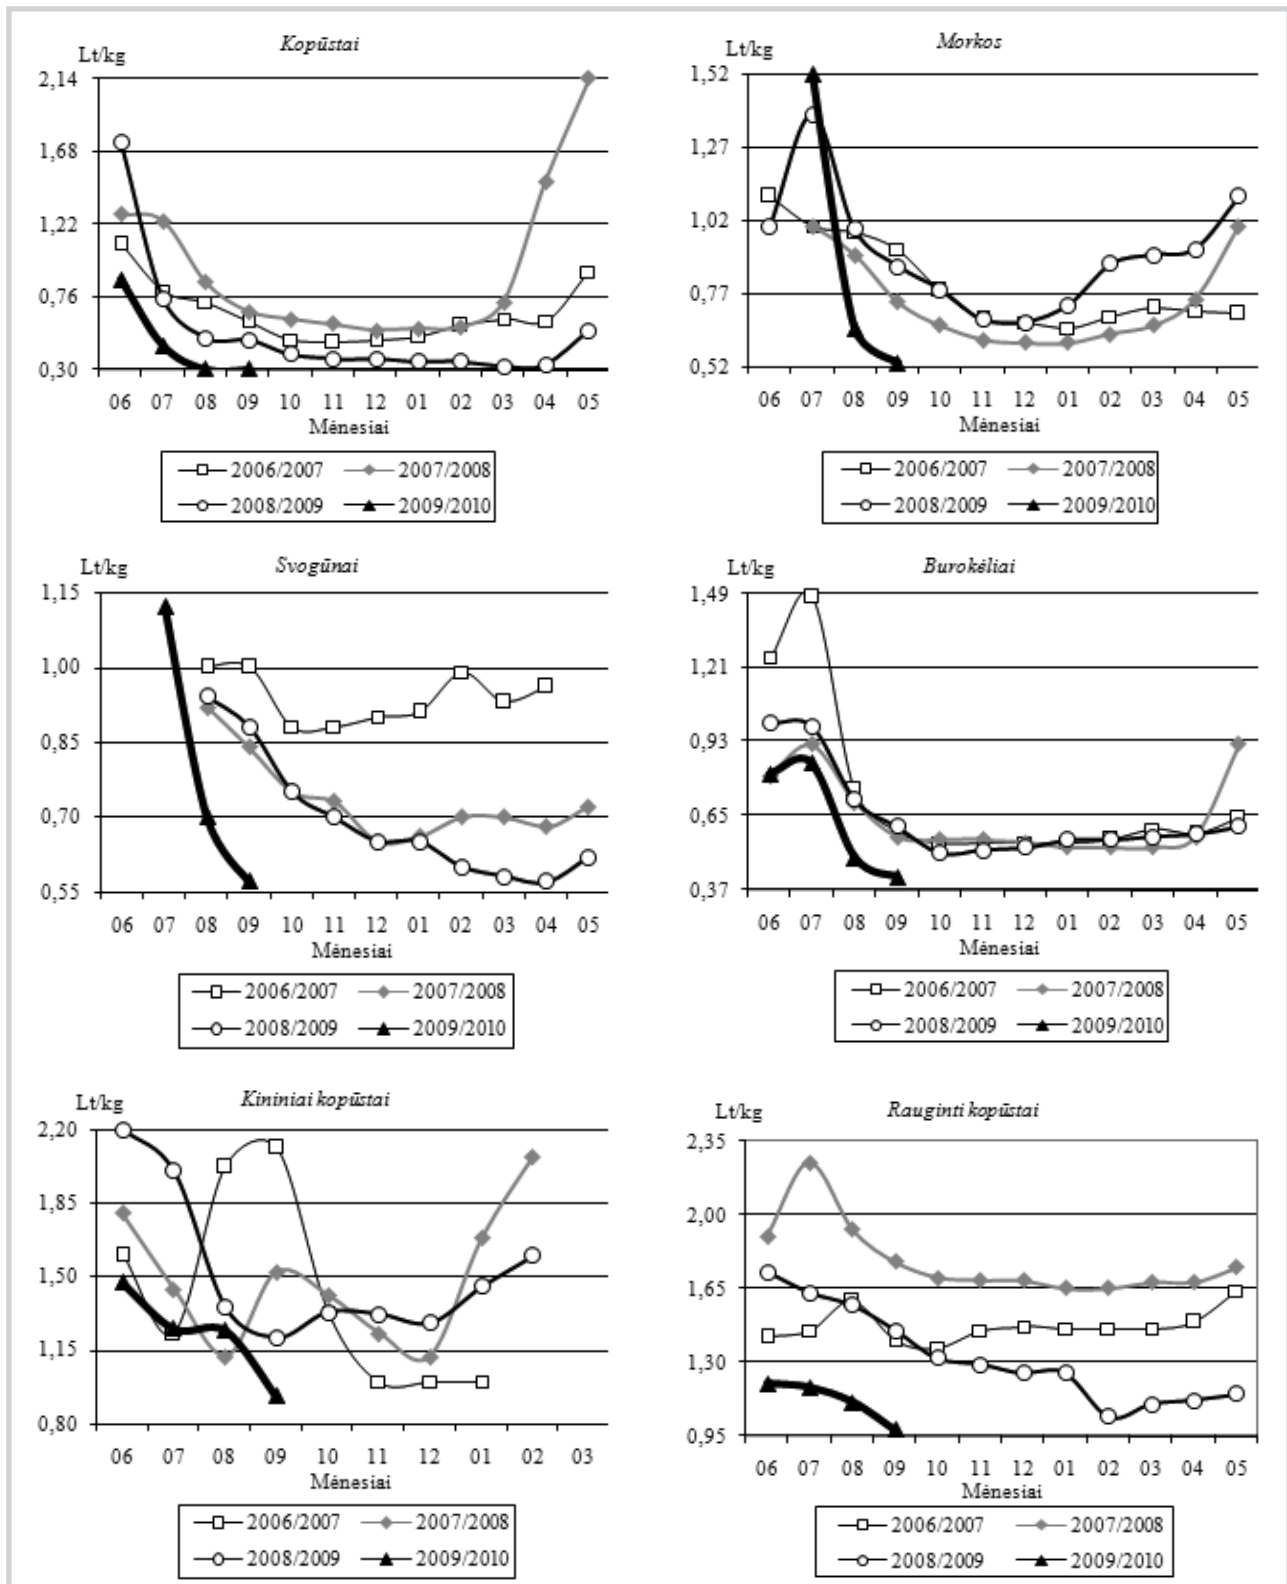 Kopūstai
Lt/kg
2,14
1,68
1,22
0,76
0,30
06 07 08 09 10 11 12 01 02 03 04 05
Mėnesiai
2006/2007 2007/2008
2008/2009 2009/2010
Morkos
Lt/kg
1,52
1,27
1,02
0,77
0,52
06 07 08 09 10 11 12 01 02 03 04 05
Mėnesiai
2006/2007 2007/2008
2008/2009 2009/2010
Svogūnai
Lt/kg
1,15
1,00
0,85
0,70
0,55
06 07 08 09 10 11 12 01 02 03 04 05
Mėnesiai
2006/2007 2007/2008
2008/2009 2009/2010
Burokėliai
Lt/kg
1,49
1,21
0,93
0,65
0,37
06 07 08 09 10 11 12 01 02 03 04 05
Mėnesiai
2006/2007 2007/2008
2008/2009 2009/2010
Kininiai kopūstai
Lt/kg
2,20
1,85
1,50
1,15
0,80
06 07 08 09 10 11 12 01 02 03
Mėnesiai
2006/2007 2007/2008
2008/2009 2009/2010
Rauginti kopūstai
Lt/kg
2,35
2,00
1,65
1,30
0,95
06 07 08 09 10 11 12 01 02 03 04 05
Mėnesiai
2006/2007 2007/2008
2008/2009 2009/2010